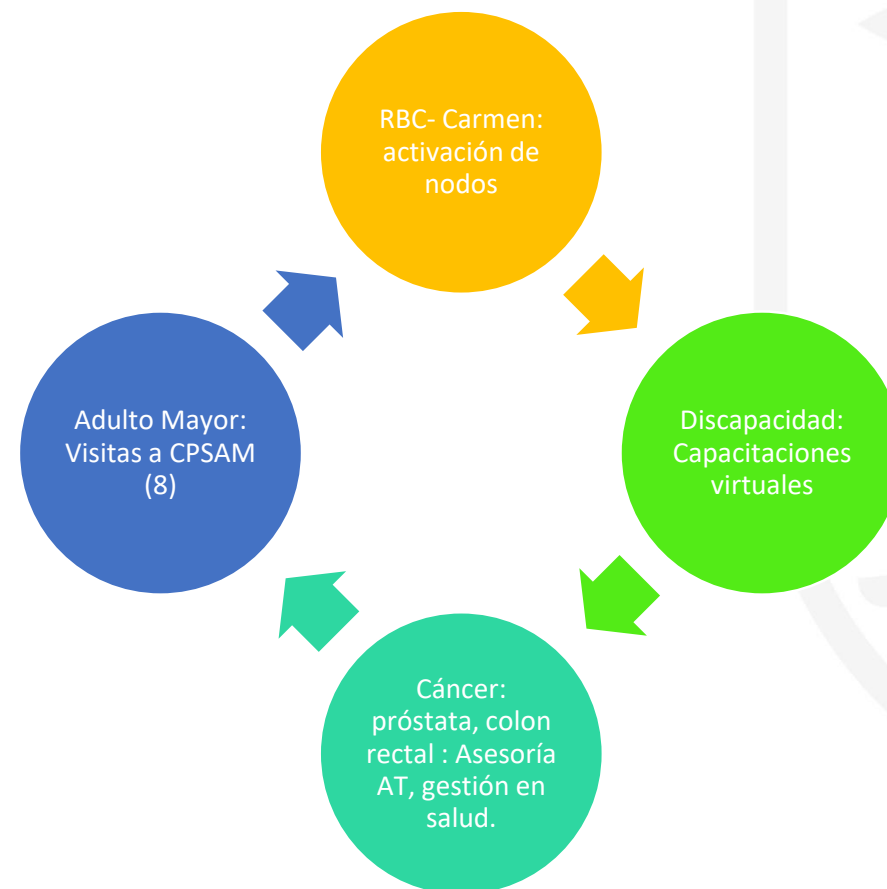 RBC- Carmen:
activación de
nodos
Discapacidad:
Capacitaciones
virtuales
Cáncer:
próstata, colon
rectal : Asesoría
AT, gestión en
salud.
Adulto Mayor:
Visitas a CPSAM
(8)